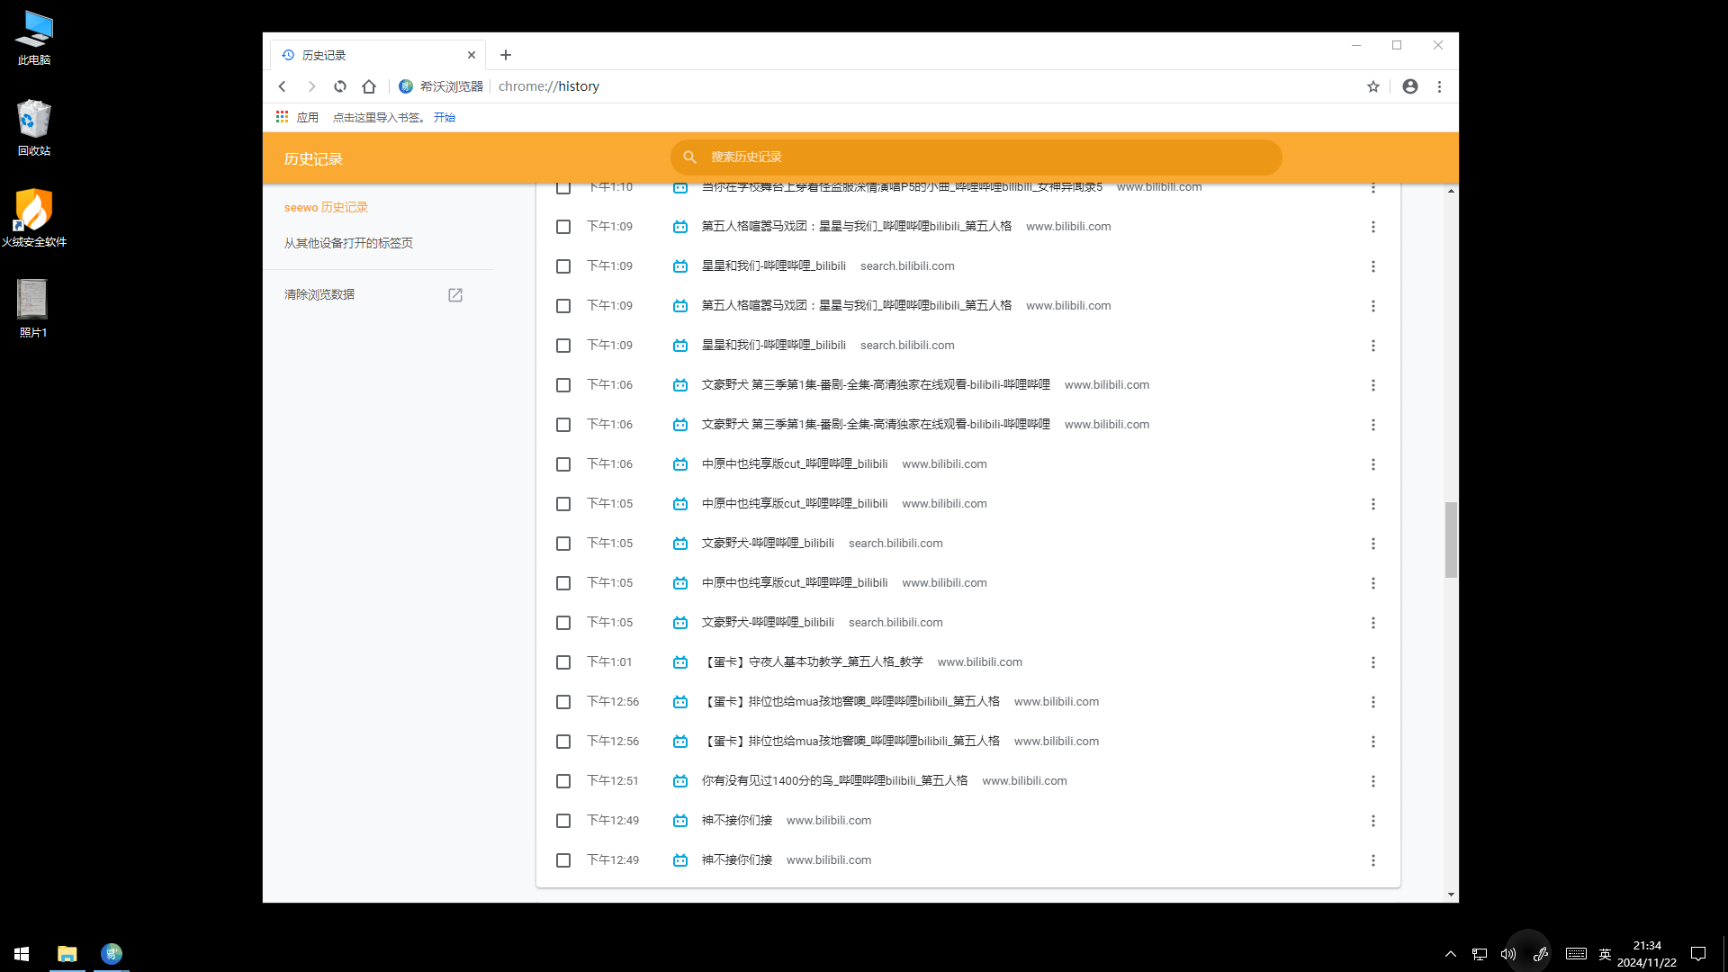 此电脑
回收站
火绒安全软件
照片1
历史记录
希沃浏览器 chrome://history
应用 点击这里导入书签。 开始
历史记录
搜索历史记录
seewo 历史记录
从其他设备打开的标签页
清除浏览数据
下午1:10 当你在学校舞台上穿着怪盗服深情演唱P5的小曲_哔哩哔哩bilibili_女神异闻录5 www.bilibili.com
下午1:09 第五人格喧嚣马戏团：星星与我们_哔哩哔哩bilibili_第五人格 www.bilibili.com
下午1:09 星星和我们-哔哩哔哩_bilibili search.bilibili.com
下午1:09 第五人格喧嚣马戏团：星星与我们_哔哩哔哩bilibili_第五人格 www.bilibili.com
下午1:09 星星和我们-哔哩哔哩_bilibili search.bilibili.com
下午1:06 文豪野犬 第三季第1集-番剧-全集-高清独家在线观看-bilibili-哔哩哔哩 www.bilibili.com
下午1:06 文豪野犬 第三季第1集-番剧-全集-高清独家在线观看-bilibili-哔哩哔哩 www.bilibili.com
下午1:06 中原中也纯享版cut_哔哩哔哩_bilibili www.bilibili.com
下午1:05 中原中也纯享版cut_哔哩哔哩_bilibili www.bilibili.com
下午1:05 文豪野犬-哔哩哔哩_bilibili search.bilibili.com
下午1:05 中原中也纯享版cut_哔哩哔哩_bilibili www.bilibili.com
下午1:05 文豪野犬-哔哩哔哩_bilibili search.bilibili.com
下午1:01 【蛋卡】守夜人基本功教学_第五人格_教学 www.bilibili.com
下午12:56 【蛋卡】排位也给mua孩地窖噢_哔哩哔哩bilibili_第五人格 www.bilibili.com
下午12:56 【蛋卡】排位也给mua孩地窖噢_哔哩哔哩bilibili_第五人格 www.bilibili.com
下午12:51 你有没有见过1400分的鸟_哔哩哔哩bilibili_第五人格 www.bilibili.com
下午12:49 神不接你们接 www.bilibili.com
下午12:49 神不接你们接 www.bilibili.com
英
21:34
2024/11/22